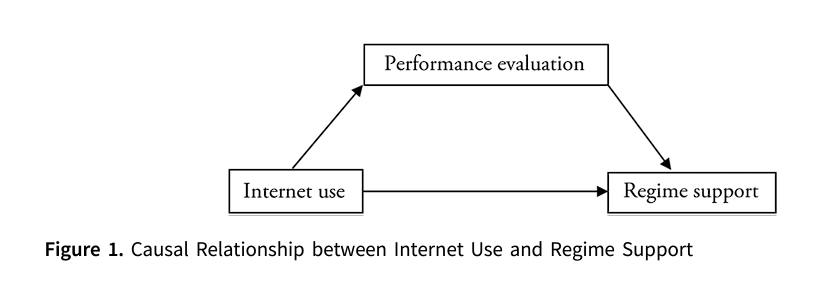 Performance evaluation
Internet use
Regime support
Figure 1. Causal Relationship between Internet Use and Regime Support